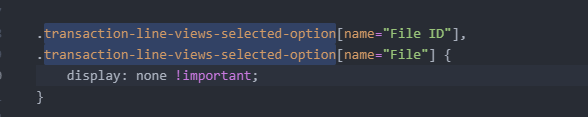 .transaction-line-views-selected-option[name="File ID"],
.transaction-line-views-selected-option[name="File"] {
display: none !important;
}